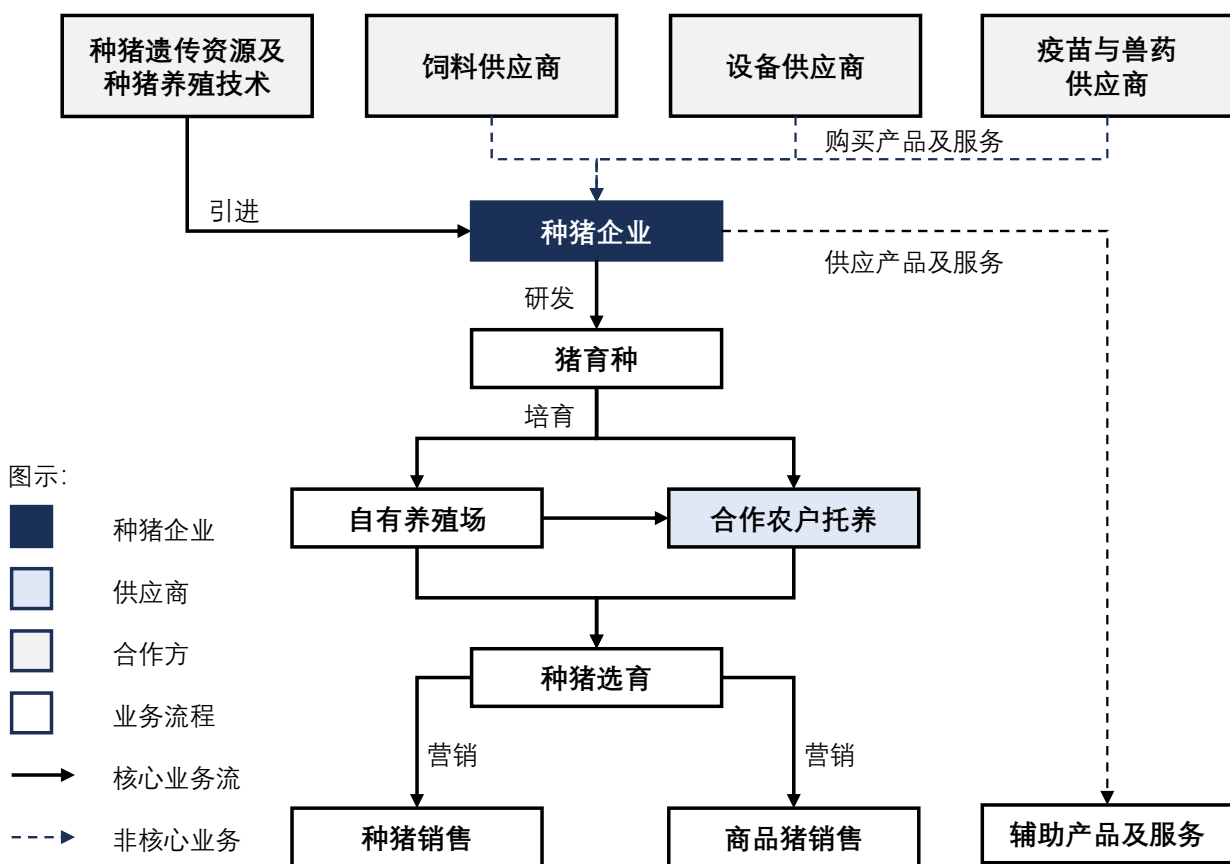 种猪遗传资源及
种猪养殖技术
饲料供应商
设备供应商
疫苗与兽药
供应商
购买产品及服务
引进
种猪企业
供应产品及服务
研发
猪育种
培育
图示：
自有养殖场
合作农户托养
种猪企业
供应商
合作方
种猪选育
业务流程
营销
营销
核心业务流
种猪销售
商品猪销售
辅助产品及服务
非核心业务